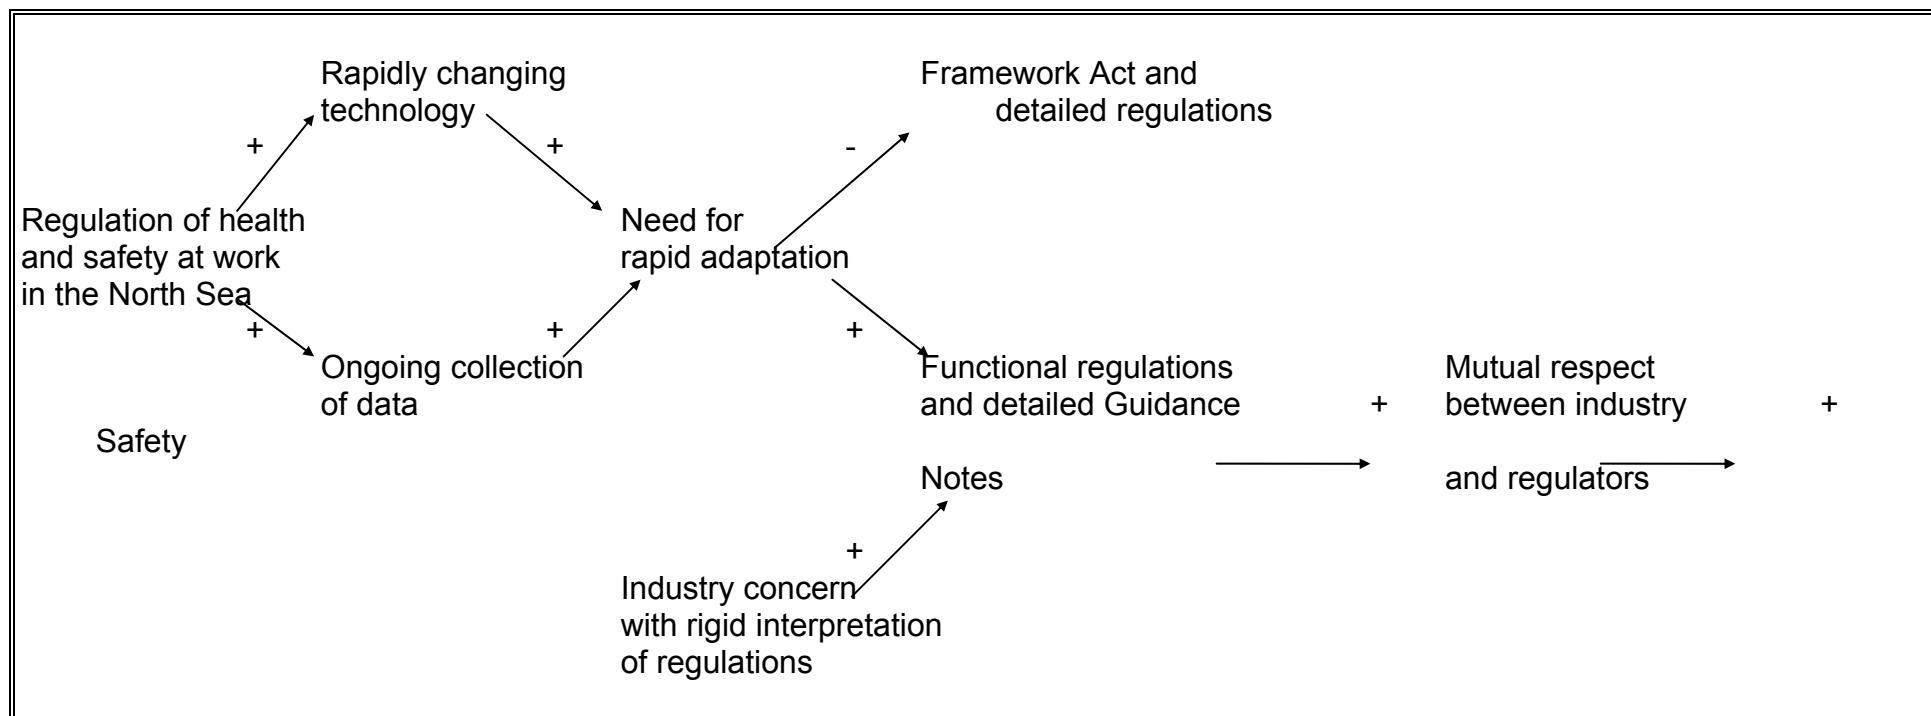 Rapidly changing
technology
Framework Act and
detailed regulations
+
+
-
Regulation of health
and safety at work
in the North Sea
Need for
rapid adaptation
+
+
+
Ongoing collection
of data
Functional regulations
and detailed Guidance
Notes
+
Mutual respect
between industry
and regulators
+
Safety
+
Industry concern
with rigid interpretation
of regulations